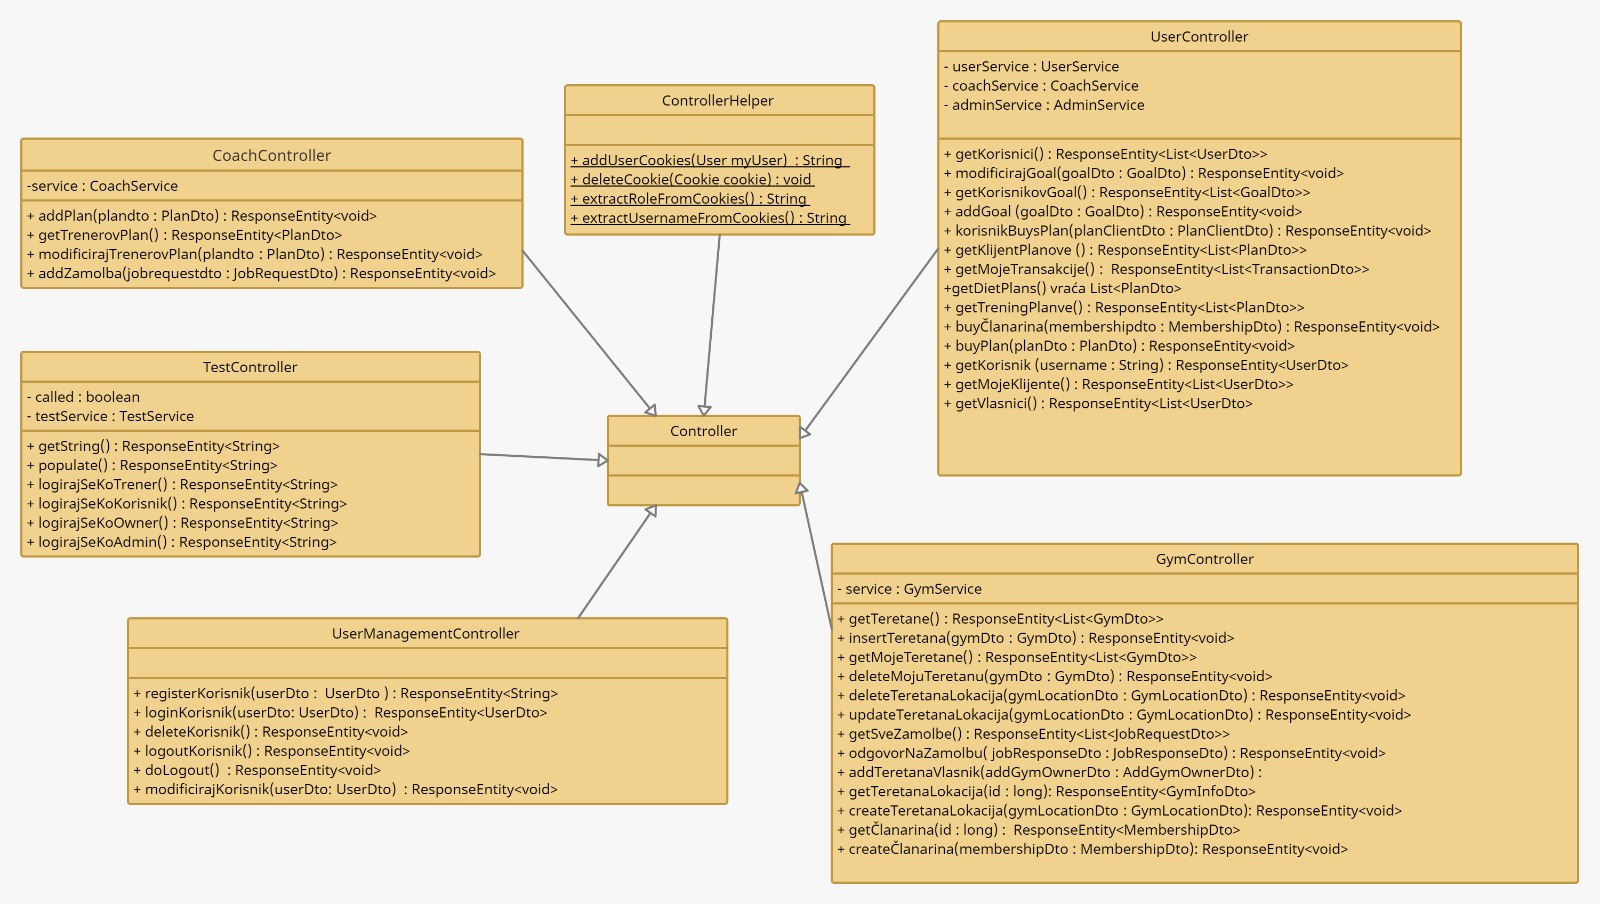 CoachController
-service : CoachService
+ addPlan(plandto : PlanDto) : ResponseEntity<void>
+ getTrenerovPlan() : ResponseEntity<PlanDto>
+ modificirajTrenerovPlan(plandto : PlanDto) : ResponseEntity<void>
+ addZamolba(jobrequestdto : JobRequestDto) : ResponseEntity<void>
ControllerHelper
+ addUserCookies(User myUser)  : String
+ deleteCookie(Cookie cookie) : void
+ extractRoleFromCookies() : String
+ extractUsernameFromCookies() : String
UserController
- userService : UserService
- coachService : CoachService
- adminService : AdminService
+ getKorisnici() : ResponseEntity<List<UserDto>>
+ modificirajGoal(goalDto : GoalDto) : ResponseEntity<void>
+ getKorisnikovGoal() : ResponseEntity<List<GoalDto>>
+ addGoal (goalDto : GoalDto) : ResponseEntity<void>
+ korisnikBuysPlan(planClientDto : PlanClientDto) : ResponseEntity<void>
+ getKlijentPlanove () : ResponseEntity<List<PlanDto>>
+ getMojeTransakcije() :  ResponseEntity<List<TransactionDto>>
+getDietPlans() vraća List<PlanDto>
+ getTreningPlanve() : ResponseEntity<List<PlanDto>>
+ buyČlanarina(membershipdto : MembershipDto) : ResponseEntity<void>
+ buyPlan(planDto : PlanDto) : ResponseEntity<void>
+ getKorisnik (username : String) : ResponseEntity<UserDto>
+ getMojeKlijente() : ResponseEntity<List<UserDto>>
+ getVlasnici() : ResponseEntity<List<UserDto>
TestController
- called : boolean
- testService : TestService
+ getString() : ResponseEntity<String>
+ populate() : ResponseEntity<String>
+ logirajSeKoTrener() : ResponseEntity<String>
+ logirajSeKoKorisnik() : ResponseEntity<String>
+ logirajSeKoOwner() : ResponseEntity<String>
+ logirajSeKoAdmin() : ResponseEntity<String>
Controller
UserManagementController
+ registerKorisnik(userDto :  UserDto ) : ResponseEntity<String>
+ loginKorisnik(userDto: UserDto) :  ResponseEntity<UserDto>
+ deleteKorisnik() : ResponseEntity<void>
+ logoutKorisnik() : ResponseEntity<void>
+ doLogout()  : ResponseEntity<void>
+ modificirajKorisnik(userDto: UserDto)  : ResponseEntity<void>
GymController
- service : GymService
+ getTeretane() : ResponseEntity<List<GymDto>>
+ insertTeretana(gymDto : GymDto) : ResponseEntity<void>
+ getMojeTeretane() : ResponseEntity<List<GymDto>>
+ deleteMojuTeretanu(gymDto : GymDto) : ResponseEntity<void>
+ deleteTeretanaLokacija(gymLocationDto : GymLocationDto) : ResponseEntity<void>
+ updateTeretanaLokacija(gymLocationDto : GymLocationDto) : ResponseEntity<void>
+ getSveZamolbe() : ResponseEntity<List<JobRequestDto>>
+ odgovorNaZamolbu( jobResponseDto : JobResponseDto) : ResponseEntity<void>
+ addTeretanaVlasnik(addGymOwnerDto : AddGymOwnerDto) :
+ getTeretanaLokacija(id : long): ResponseEntity<GymInfoDto>
+ createTeretanaLokacija(gymLocationDto : GymLocationDto): ResponseEntity<void>
+ getČlanarina(id : long) :  ResponseEntity<MembershipDto>
+ createČlanarina(membershipDto : MembershipDto): ResponseEntity<void>